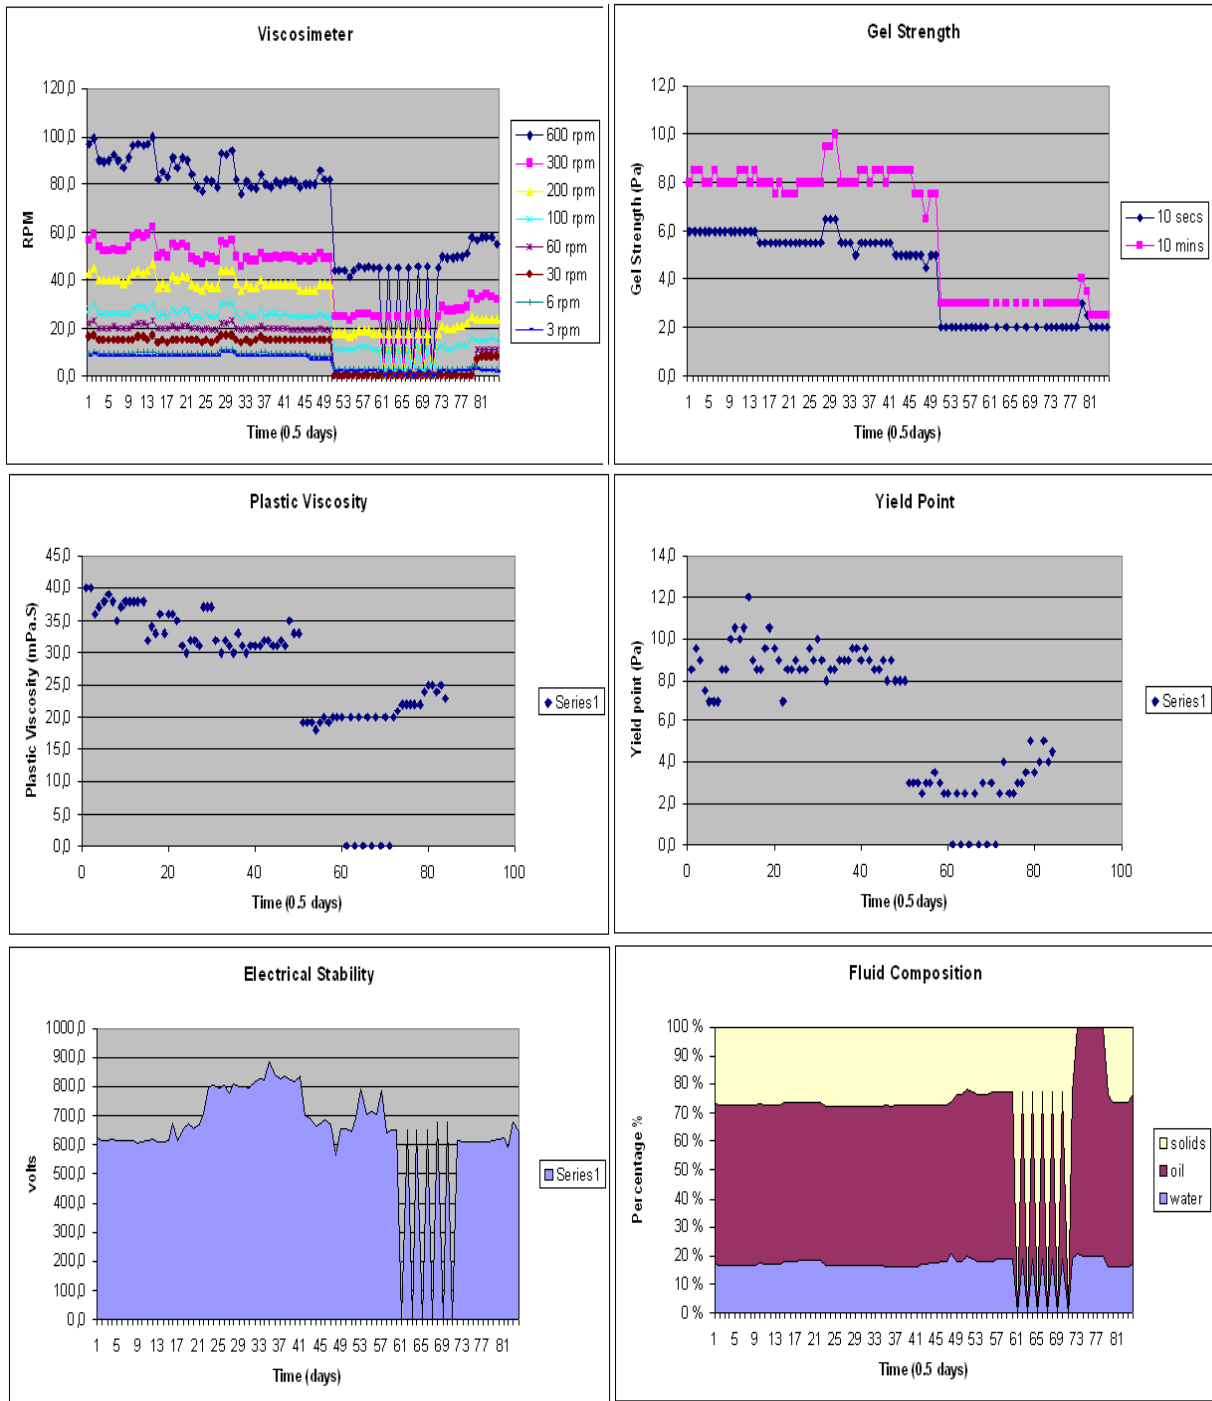 Viscosimeter
RPM
120,0
100,0
80,0
60,0
40,0
20,0
0,0
1 5 9 13 17 21 25 29 33 37 41 45 49 53 57 61 65 69 73 77 81
Time (0.5 days)
600 rpm
300 rpm
200 rpm
100 rpm
60 rpm
30 rpm
6 rpm
3 rpm
Gel Strength
Gel Strength (Pa)
12,0
10,0
8,0
6,0
4,0
2,0
0,0
1 5 9 13 17 21 25 29 33 37 41 45 49 53 57 61 65 69 73 77 81
Time (0.5days)
10 secs
10 mins
Plastic Viscosity
Plastic Viscosity (mPa.S)
45,0
40,0
35,0
30,0
25,0
20,0
15,0
10,0
5,0
0,0
0 20 40 60 80 100
Time (0.5 days)
Series1
Yield Point
Yield point (Pa)
14,0
12,0
10,0
8,0
6,0
4,0
2,0
0,0
0 20 40 60 80 100
Time (0.5 days)
Series1
Electrical Stability
volts
1000,0
900,0
800,0
700,0
600,0
500,0
400,0
300,0
200,0
100,0
0,0
1 5 9 13 17 21 25 29 33 37 41 45 49 53 57 61 65 69 73 77 81
Time (days)
Series1
Fluid Composition
Percentage %
100 %
90 %
80 %
70 %
60 %
50 %
40 %
30 %
20 %
10 %
0 %
1 5 9 13 17 21 25 29 33 37 41 45 49 53 57 61 65 69 73 77 81
Time (0.5 days)
solids
oil
water